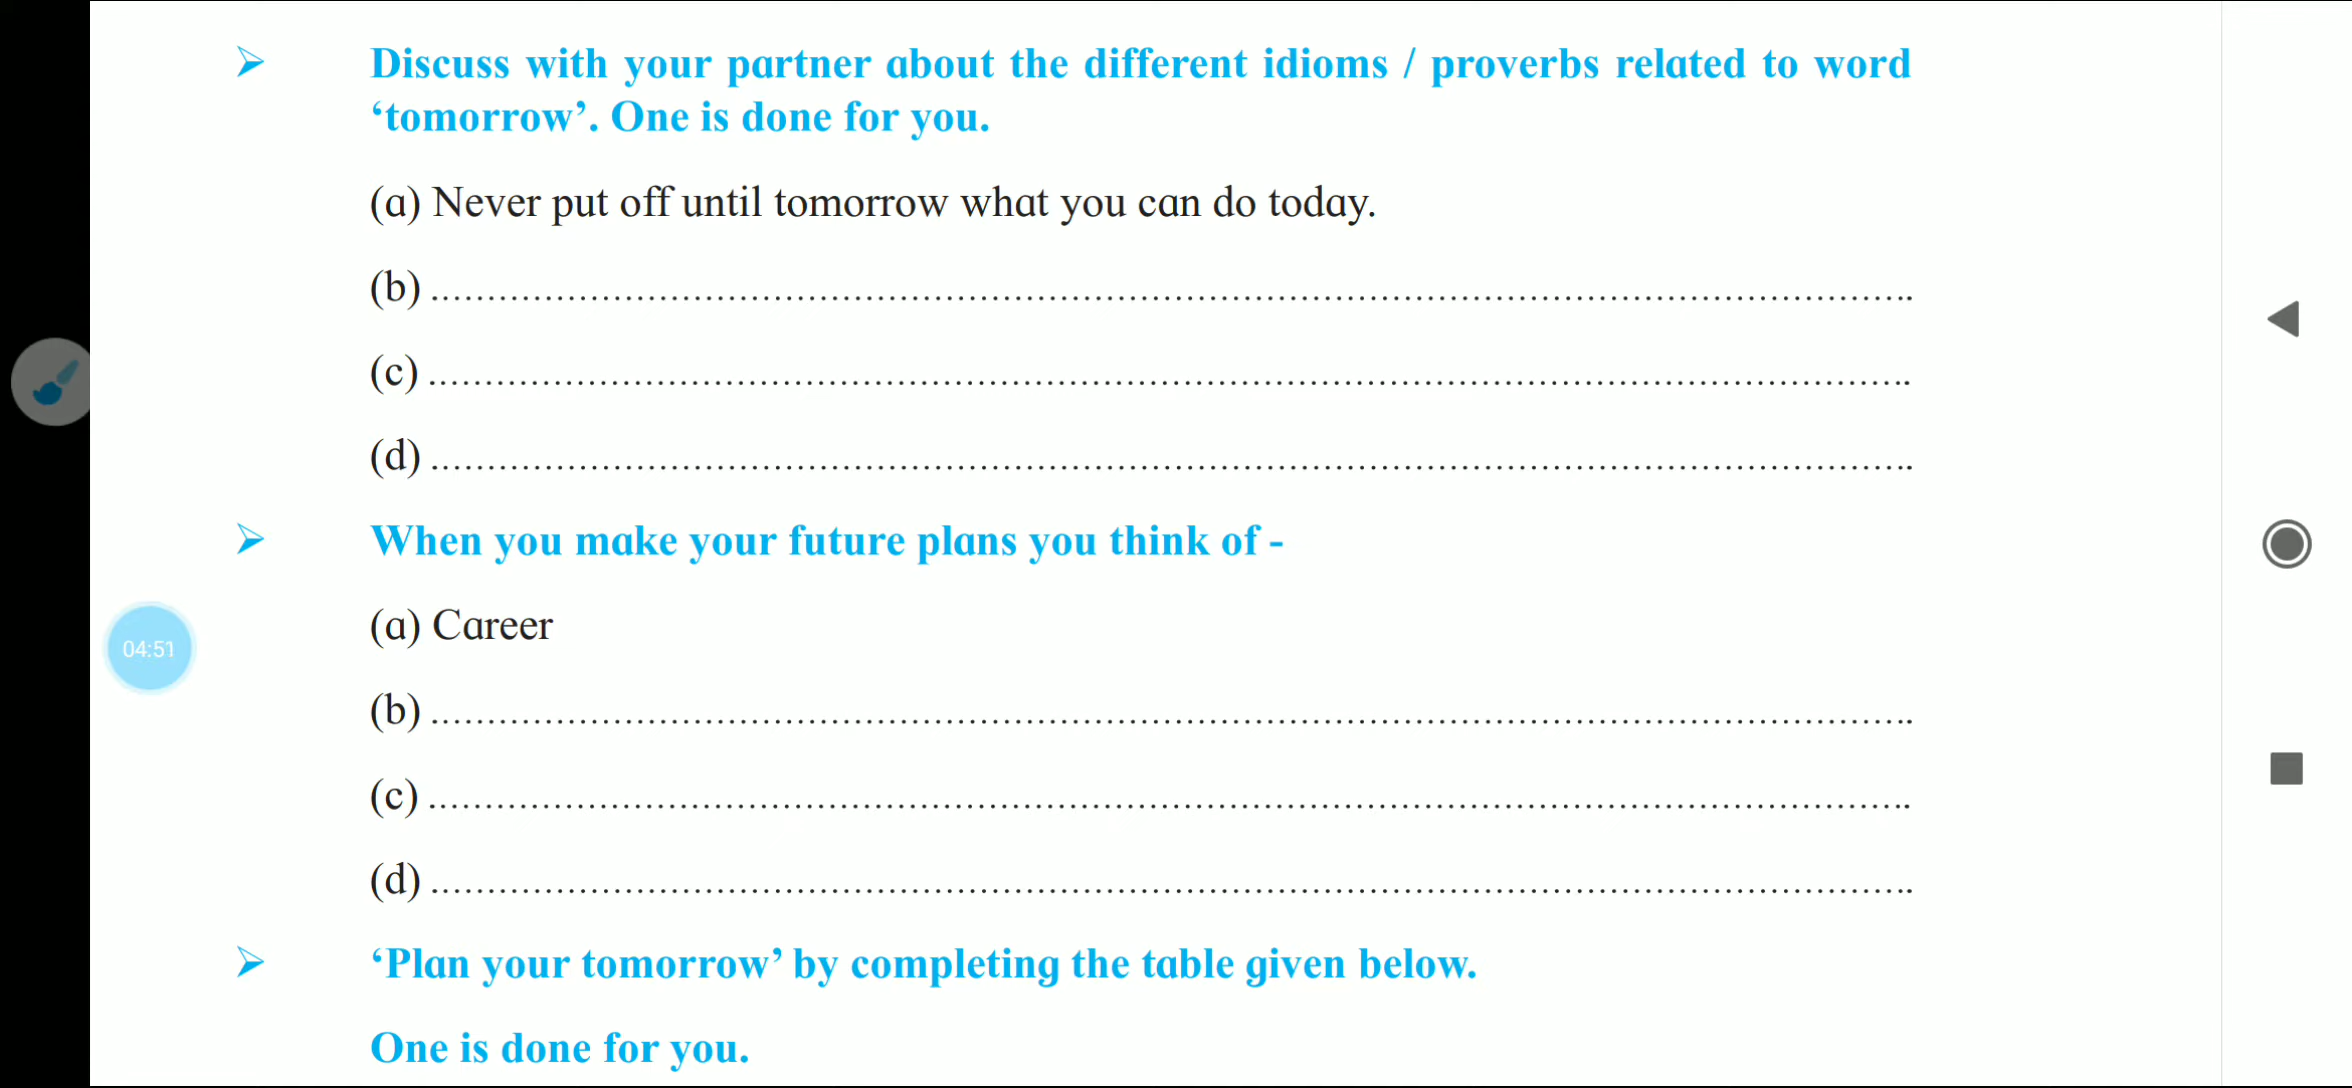 ➢ Discuss with your partner about the different idioms / proverbs related to word
‘tomorrow’. One is done for you.
(a) Never put off until tomorrow what you can do today.
(b) ....................................................................................................
(c) ....................................................................................................
(d) ....................................................................................................
➢ When you make your future plans you think of -
(a) Career
04:51
(b) ....................................................................................................
(c) ....................................................................................................
(d) ....................................................................................................
➢ ‘Plan your tomorrow’ by completing the table given below.
One is done for you.